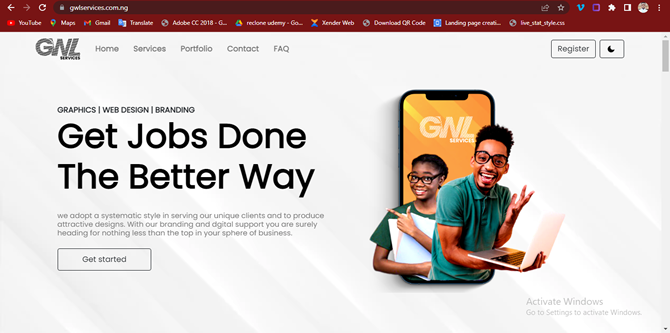 gwlservices.com.ng
YouTube
Maps
Gmail
Translate
Adobe CC 2018 - G...
reclone udemy - G...
Xender Web
Download QR Code
Landing page creati...
live_stat_style.css
GWL
SERVICES
Home
Services
Portfolio
Contact
FAQ
Register
GRAPHICS | WEB DESIGN | BRANDING
Get Jobs Done
The Better Way
we adopt a systematic style in serving our unique clients and to produce
attractive designs. With our branding and dgital support you are surely
heading for nothing less than the top in your sphere of business.
Get started
GWL
SERVICES
Activate Windows
Go to Settings to activate Windows.